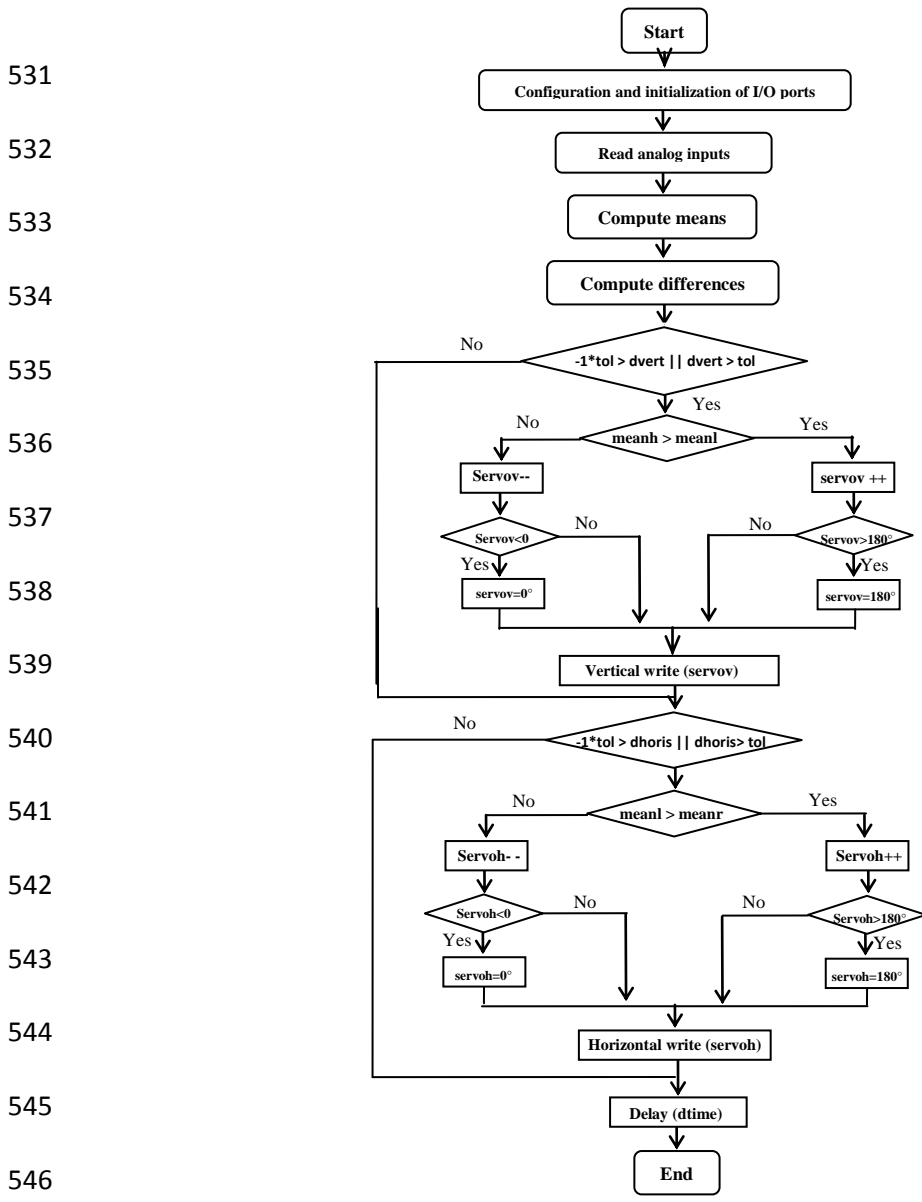 Start
531
Configuration and initialization of I/O ports
532
Read analog inputs
533
Compute means
534
Compute differences
No
535
-1*tol > dvert || dvert > tol
Yes
536
No
meanh > meanl
Yes
Servov--
servov ++
537
Servov<0
No
No
Servov>180°
Yes
Yes
538
servov=0°
servov=180°
539
Vertical write (servov)
No
540
-1*tol > dhoris || dhoris> tol
541
No
meanl > meanr
Yes
Servoh- -
Servoh++
542
Servoh<0
No
No
Servoh>180°
Yes
Yes
543
servoh=0°
servoh=180°
544
Horizontal write (servoh)
545
Delay (dtime)
546
End